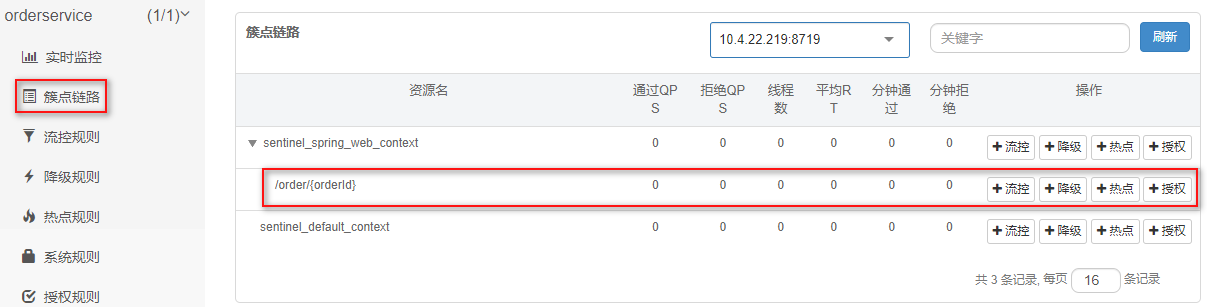 orderservice (1/1)
实时监控
簇点链路
流控规则
降级规则
热点规则
系统规则
授权规则
簇点链路 10.4.22.219:8719 关键字 刷新
资源名 通过QPS 拒绝QPS 线程数 平均RT 分钟通过 分钟拒绝 操作
sentinel_spring_web_context 0 0 0 0 0 0 +流控 +降级 +热点 +授权
/order/{orderId} 0 0 0 0 0 0 +流控 +降级 +热点 +授权
sentinel_default_context 0 0 0 0 0 0 +流控 +降级 +热点 +授权
共 3 条记录, 每页 16 条记录